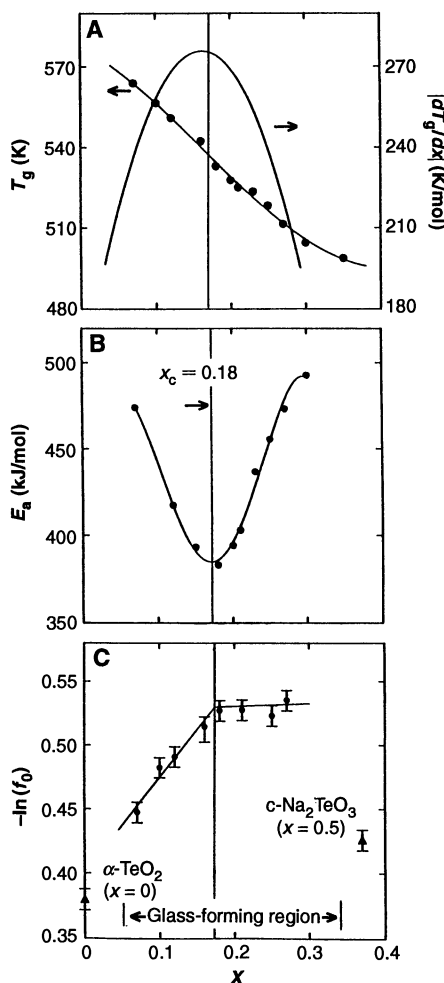 A
570
540
510
480
T_g (K)
270
240
210
180
|dT_g/dx| (K/mol)
B
x_c = 0.18
500
450
400
350
E_a (kJ/mol)
C
0.55
0.50
0.45
0.40
0.35
–ln(f_0)
c-Na₂TeO₃
(x = 0.5)
α-TeO₂
(x = 0)
Glass-forming region
0 0.1 0.2 0.3 0.4
X